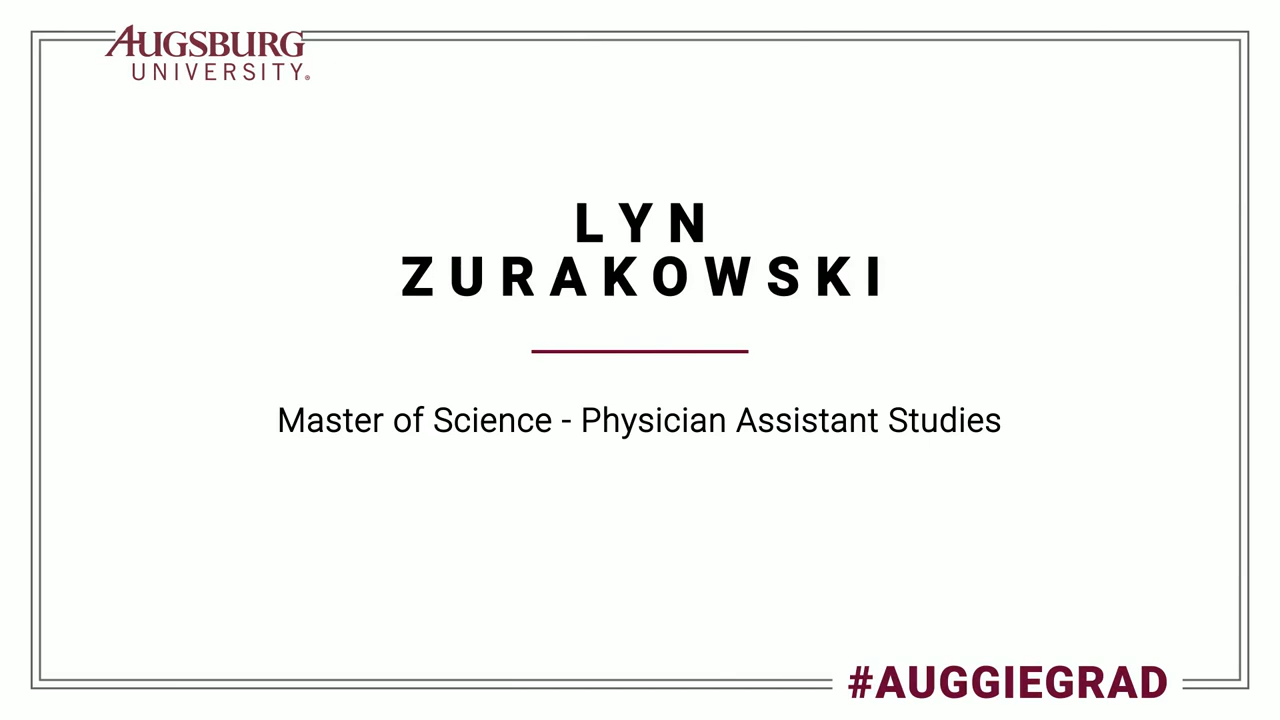 AUGSBURG
UNIVERSITY®
LYN
ZURAKOWSKI
Master of Science - Physician Assistant Studies
#AUGGIEGRAD